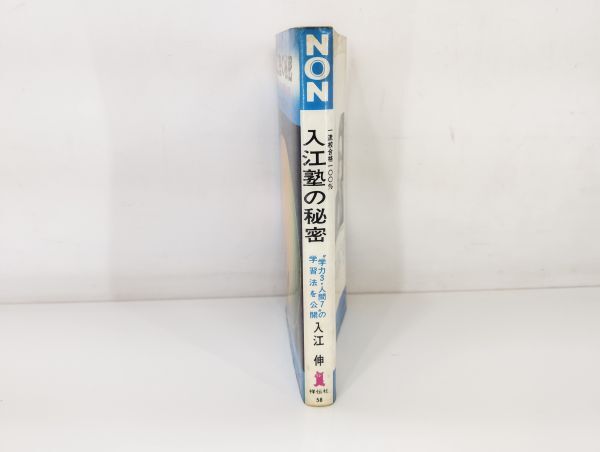 NON
一流校合格一〇〇%
入江塾の秘密
"学力3・人間7"の
学習法を公開
入江 伸
祥伝社
58